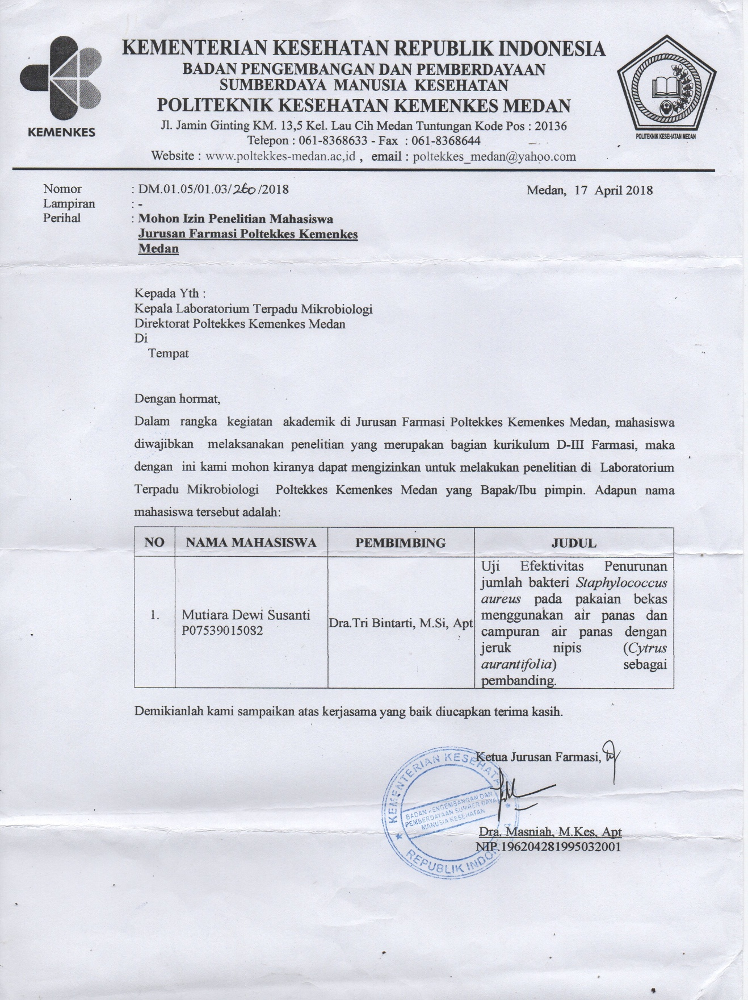 KEMENTERIAN KESEHATAN REPUBLIK INDONESIA
BADAN PENGEMBANGAN DAN PEMBERDAYAAN
SUMBERDAYA MANUSIA KESEHATAN
POLITEKNIK KESEHATAN KEMENKES MEDAN
Jl. Jamin Ginting KM. 13,5 Kel. Lau Cih Medan Tuntungan Kode Pos : 20136
Telepon : 061-8368633 - Fax : 061-8368644
Website : www.poltekkes-medan.ac,id , email : poltekkes_medan@yahoo.com
KEMENKES
POLITEKNIK KESEHATAN MEDAN
Nomor : DM.01.05/01.03/260/2018 Medan, 17 April 2018
Lampiran : -
Perihal : Mohon Izin Penelitian Mahasiswa
Jurusan Farmasi Poltekkes Kemenkes
Medan
Kepada Yth :
Kepala Laboratorium Terpadu Mikrobiologi
Direktorat Poltekkes Kemenkes Medan
Di
Tempat
Dengan hormat,
Dalam rangka kegiatan akademik di Jurusan Farmasi Poltekkes Kemenkes Medan, mahasiswa
diwajibkan melaksanakan penelitian yang merupakan bagian kurikulum D-III Farmasi, maka
dengan ini kami mohon kiranya dapat mengizinkan untuk melakukan penelitian di Laboratorium
Terpadu Mikrobiologi Poltekkes Kemenkes Medan yang Bapak/Ibu pimpin. Adapun nama
mahasiswa tersebut adalah:
NO NAMA MAHASISWA PEMBIMBING JUDUL
1.
Mutiara Dewi Susanti
P07539015082
Dra.Tri Bintarti, M.Si, Apt
Uji Efektivitas Penurunan
jumlah bakteri Staphylococcus
aureus pada pakaian bekas
menggunakan air panas dan
campuran air panas dengan
jeruk nipis (Cytrus
aurantifolia) sebagai
pembanding.
Demikianlah kami sampaikan atas kerjasama yang baik diucapkan terima kasih.
Ketua Jurusan Farmasi,
KEMENTERIAN KESEHATAN
BADAN PENGEMBANGAN DAN
PEMBERDAYAAN SUMBER DAYA
MANUSIA KESEHATAN
REPUBLIK INDO
Dra. Masniah, M.Kes, Apt
NIP.196204281995032001